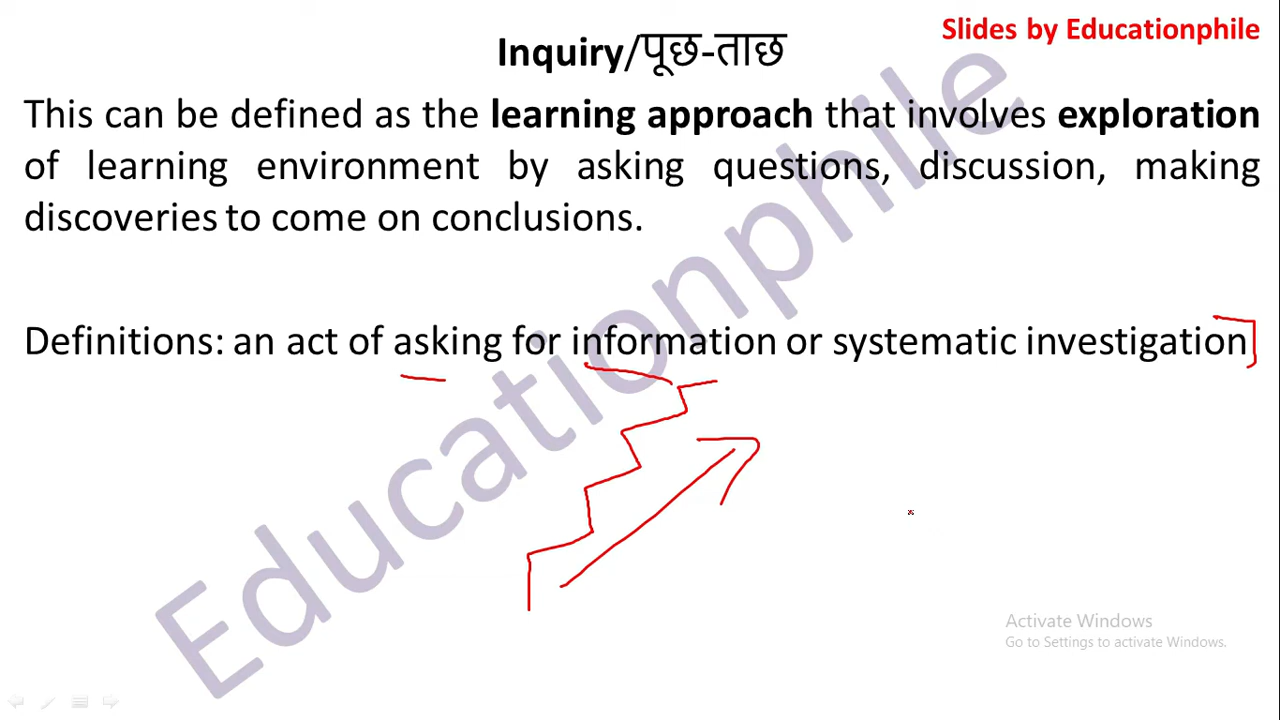 Slides by Educationphile
Inquiry/पूछ-ताछ
This can be defined as the learning approach that involves exploration
of learning environment by asking questions, discussion, making
discoveries to come on conclusions.
Definitions: an act of asking for information or systematic investigation
Educationphile
Activate Windows
Go to Settings to activate Windows.